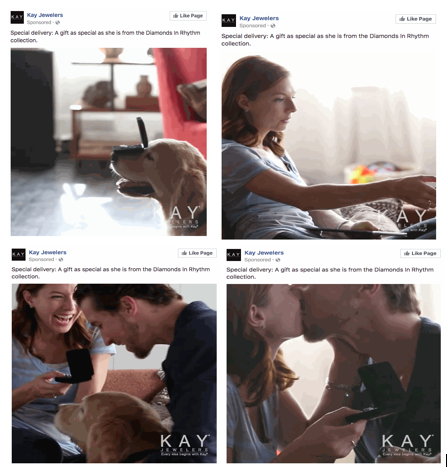 KAY
Kay Jewelers
Sponsored ·
Like Page
Special delivery: A gift as special as she is from the Diamonds In Rhythm
collection.
KAY
JEWELERS
KAY
Kay Jewelers
Sponsored ·
Like Page
Special delivery: A gift as special as she is from the Diamonds In Rhythm
collection.
KAY
JEWELERS
KAY
Kay Jewelers
Sponsored ·
Like Page
Special delivery: A gift as special as she is from the Diamonds In Rhythm
collection.
KAY
JEWELERS
Every kiss begins with Kay
KAY
Kay Jewelers
Sponsored ·
Like Page
Special delivery: A gift as special as she is from the Diamonds In Rhythm
collection.
KAY
JEWELERS
Every kiss begins with Kay